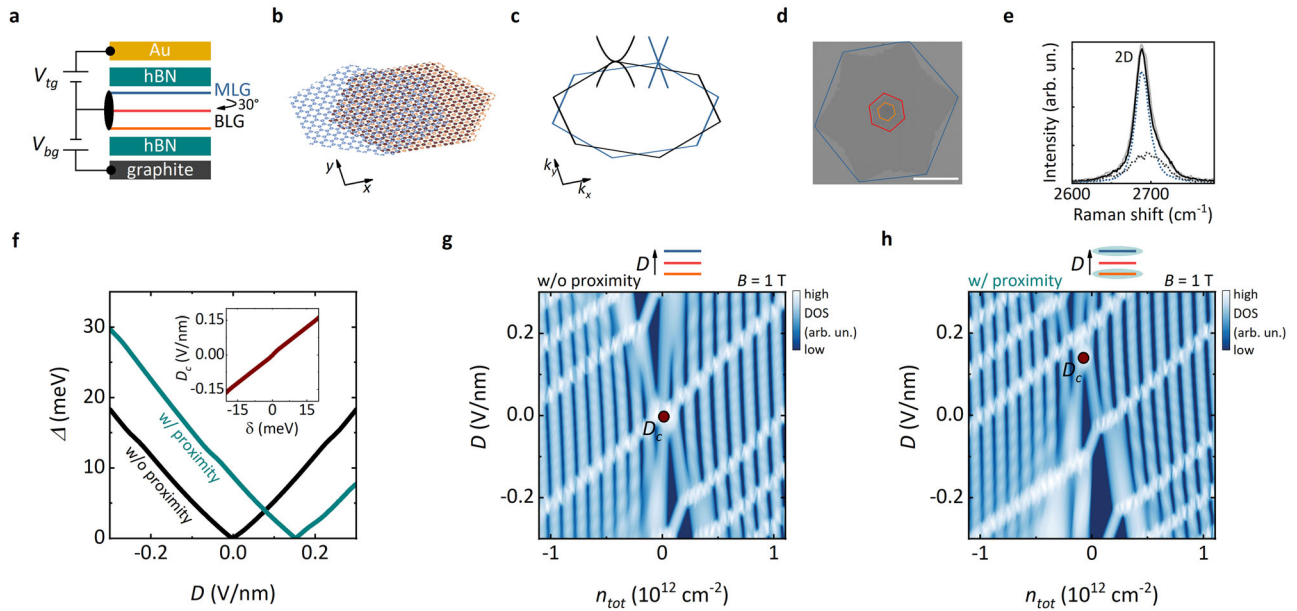 a
Au
hBN
MLG
30°
BLG
hBN
graphite
V_tg
V_bg
b
y
x
c
k_y
k_x
d
e
2D
Intensity (arb. un.)
2600
2700
Raman shift (cm⁻¹)
f
30
20
10
0
Δ (meV)
0.15
0.00
-0.15
D_c (V/nm)
-15
0
15
δ (meV)
w/ proximity
w/o proximity
-0.2
0.0
0.2
D (V/nm)
g
D
w/o proximity
B = 1 T
high
DOS
(arb. un.)
low
0.2
0.0
-0.2
D (V/nm)
D_c
-1
0
1
n_tot (10¹² cm⁻²)
h
D
w/ proximity
B = 1 T
high
DOS
(arb. un.)
low
0.2
0.0
-0.2
D (V/nm)
D_c
-1
0
1
n_tot (10¹² cm⁻²)